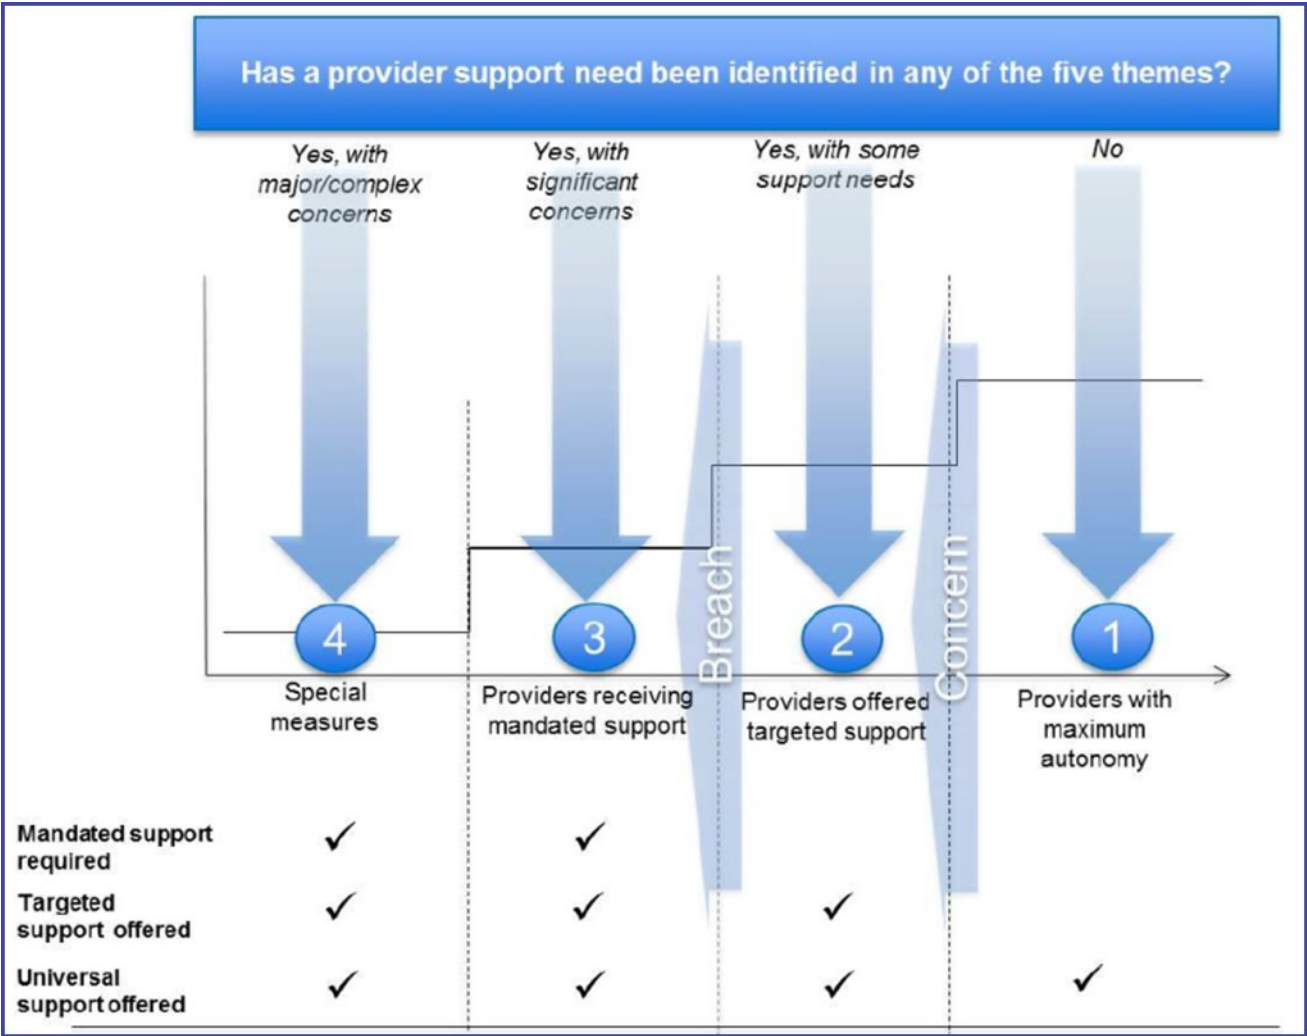 Has a provider support need been identified in any of the five themes?
Yes, with
major/complex
concerns
Yes, with
significant
concerns
Yes, with some
support needs
No
Breach
Concern
4
3
2
1
Special
measures
Providers receiving
mandated support
Providers offered
targeted support
Providers with
maximum
autonomy
Mandated support
required
✓ ✓
Targeted
support offered
✓ ✓ ✓
Universal
support offered
✓ ✓ ✓ ✓